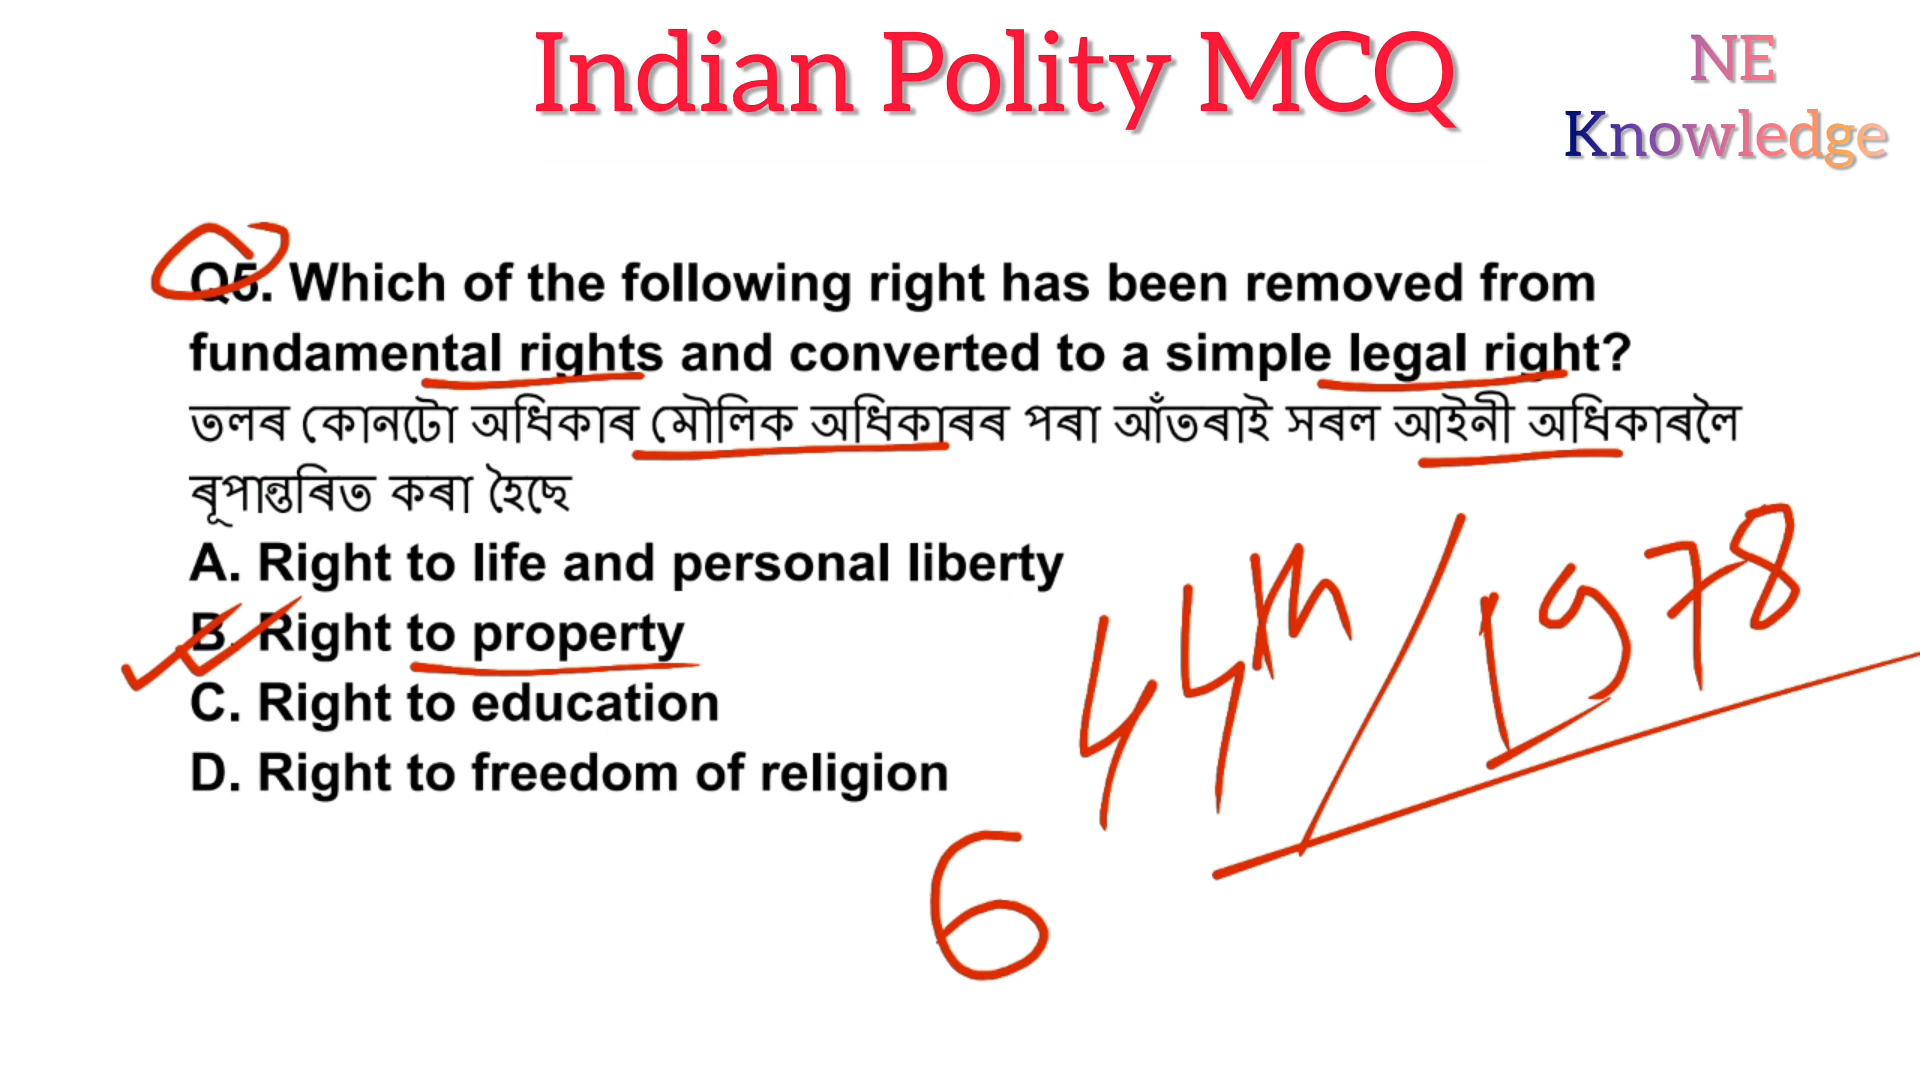 Indian Polity MCQ
NE
Knowledge
Q5. Which of the following right has been removed from
fundamental rights and converted to a simple legal right?
তলৰ কোনটো অধিকাৰ মৌলিক অধিকাৰৰ পৰা আঁতৰাই সৰল আইনী অধিকাৰলৈ
ৰূপান্তৰিত কৰা হৈছে
A. Right to life and personal liberty
B. Right to property
C. Right to education
D. Right to freedom of religion
44th/1978
6